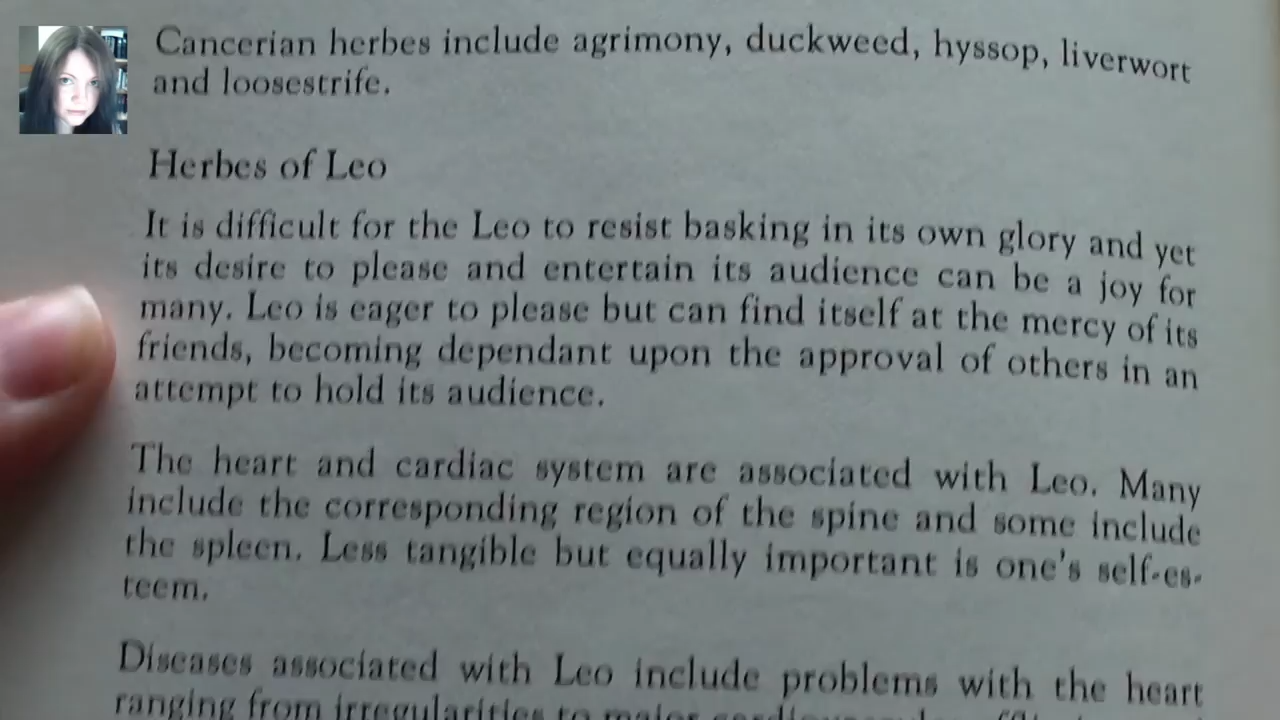 Cancerian herbes include agrimony, duckweed, hyssop, liverwort
and loosestrife.
Herbes of Leo
It is difficult for the Leo to resist basking in its own glory and yet
its desire to please and entertain its audience can be a joy for
many. Leo is eager to please but can find itself at the mercy of its
friends, becoming dependant upon the approval of others in an
attempt to hold its audience.
The heart and cardiac system are associated with Leo. Many
include the corresponding region of the spine and some include
the spleen. Less tangible but equally important is one's self-es-
teem.
Diseases associated with Leo include problems with the heart
ranging from irregularities to major